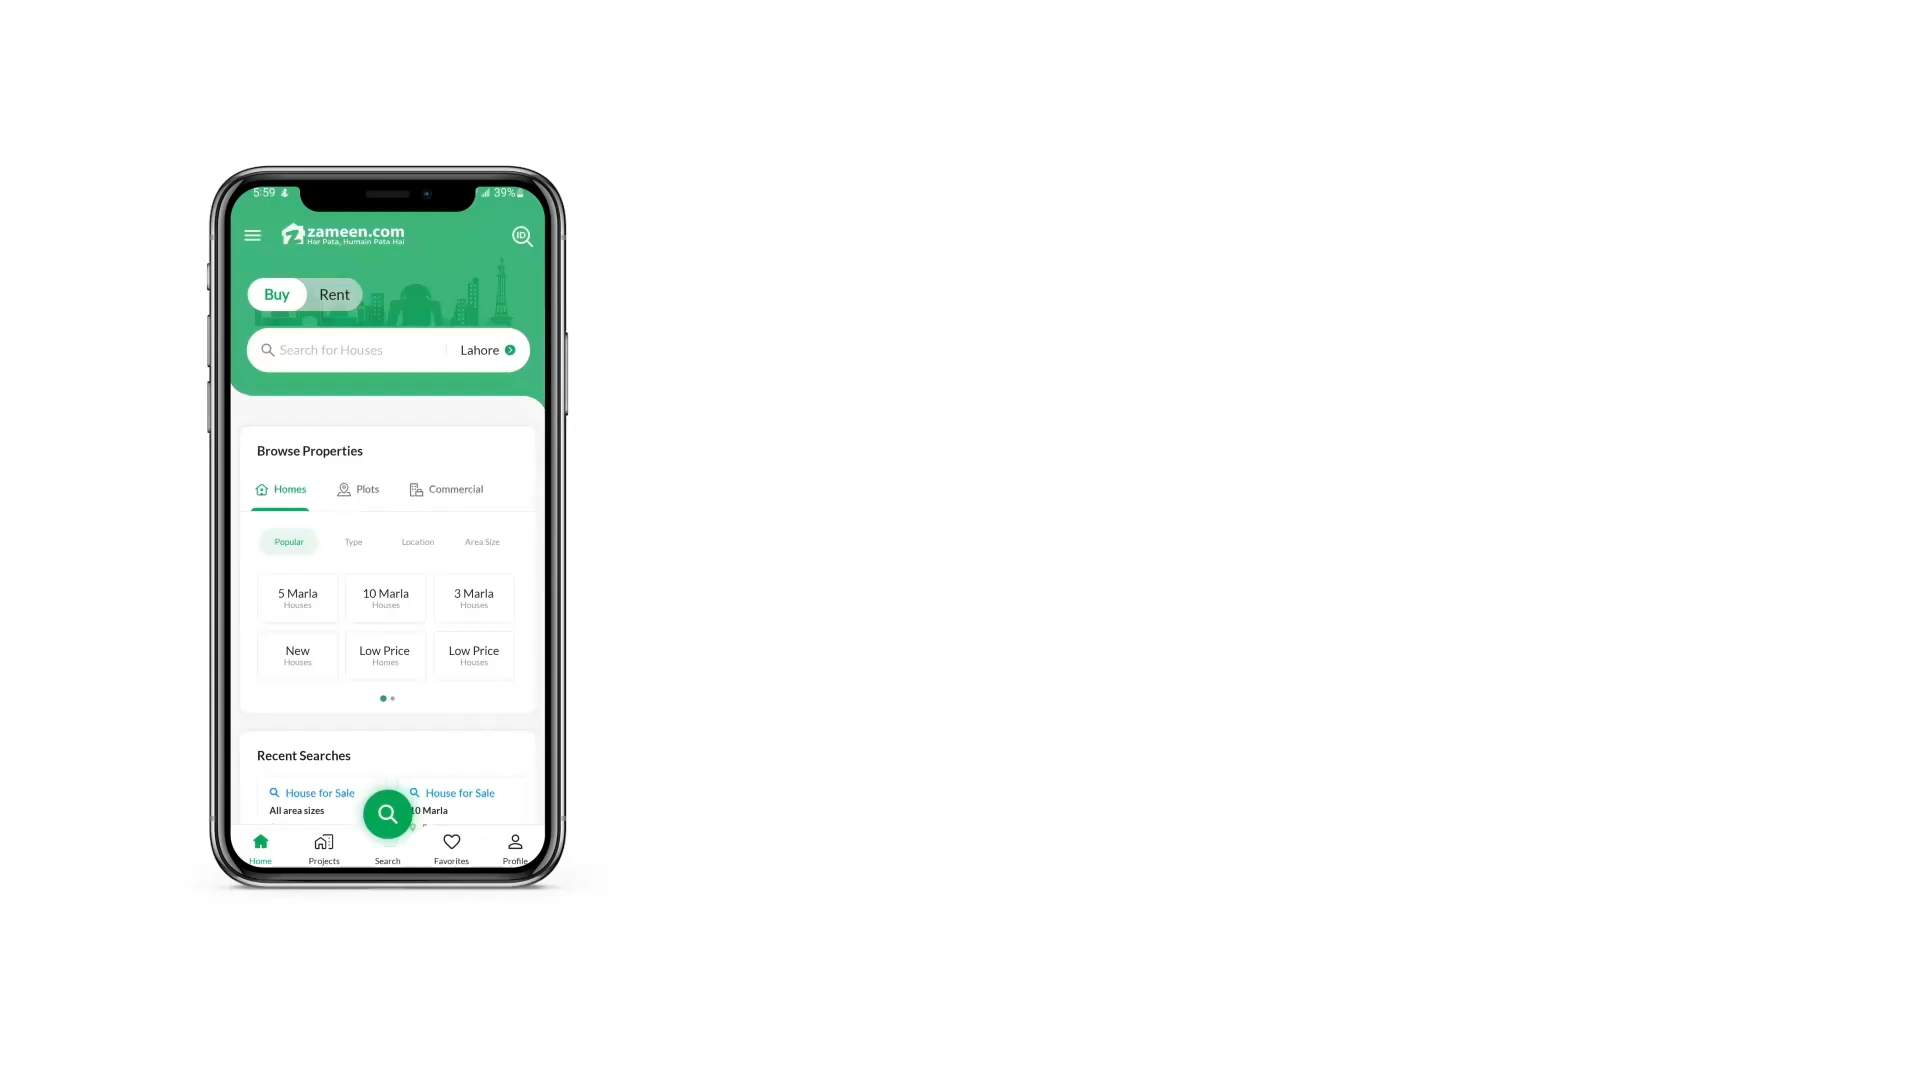 5:59 39%
zameen.com
Har Pata, Humain Pata Hai
ID
Buy Rent
Search for Houses Lahore
Browse Properties
Homes Plots Commercial
Popular Type Location Area Size
5 Marla 10 Marla 3 Marla
Houses Houses Houses
New Low Price Low Price
Houses Homes Houses
Recent Searches
House for Sale House for Sale
All area sizes 10 Marla
Home Projects Search Favorites Profile